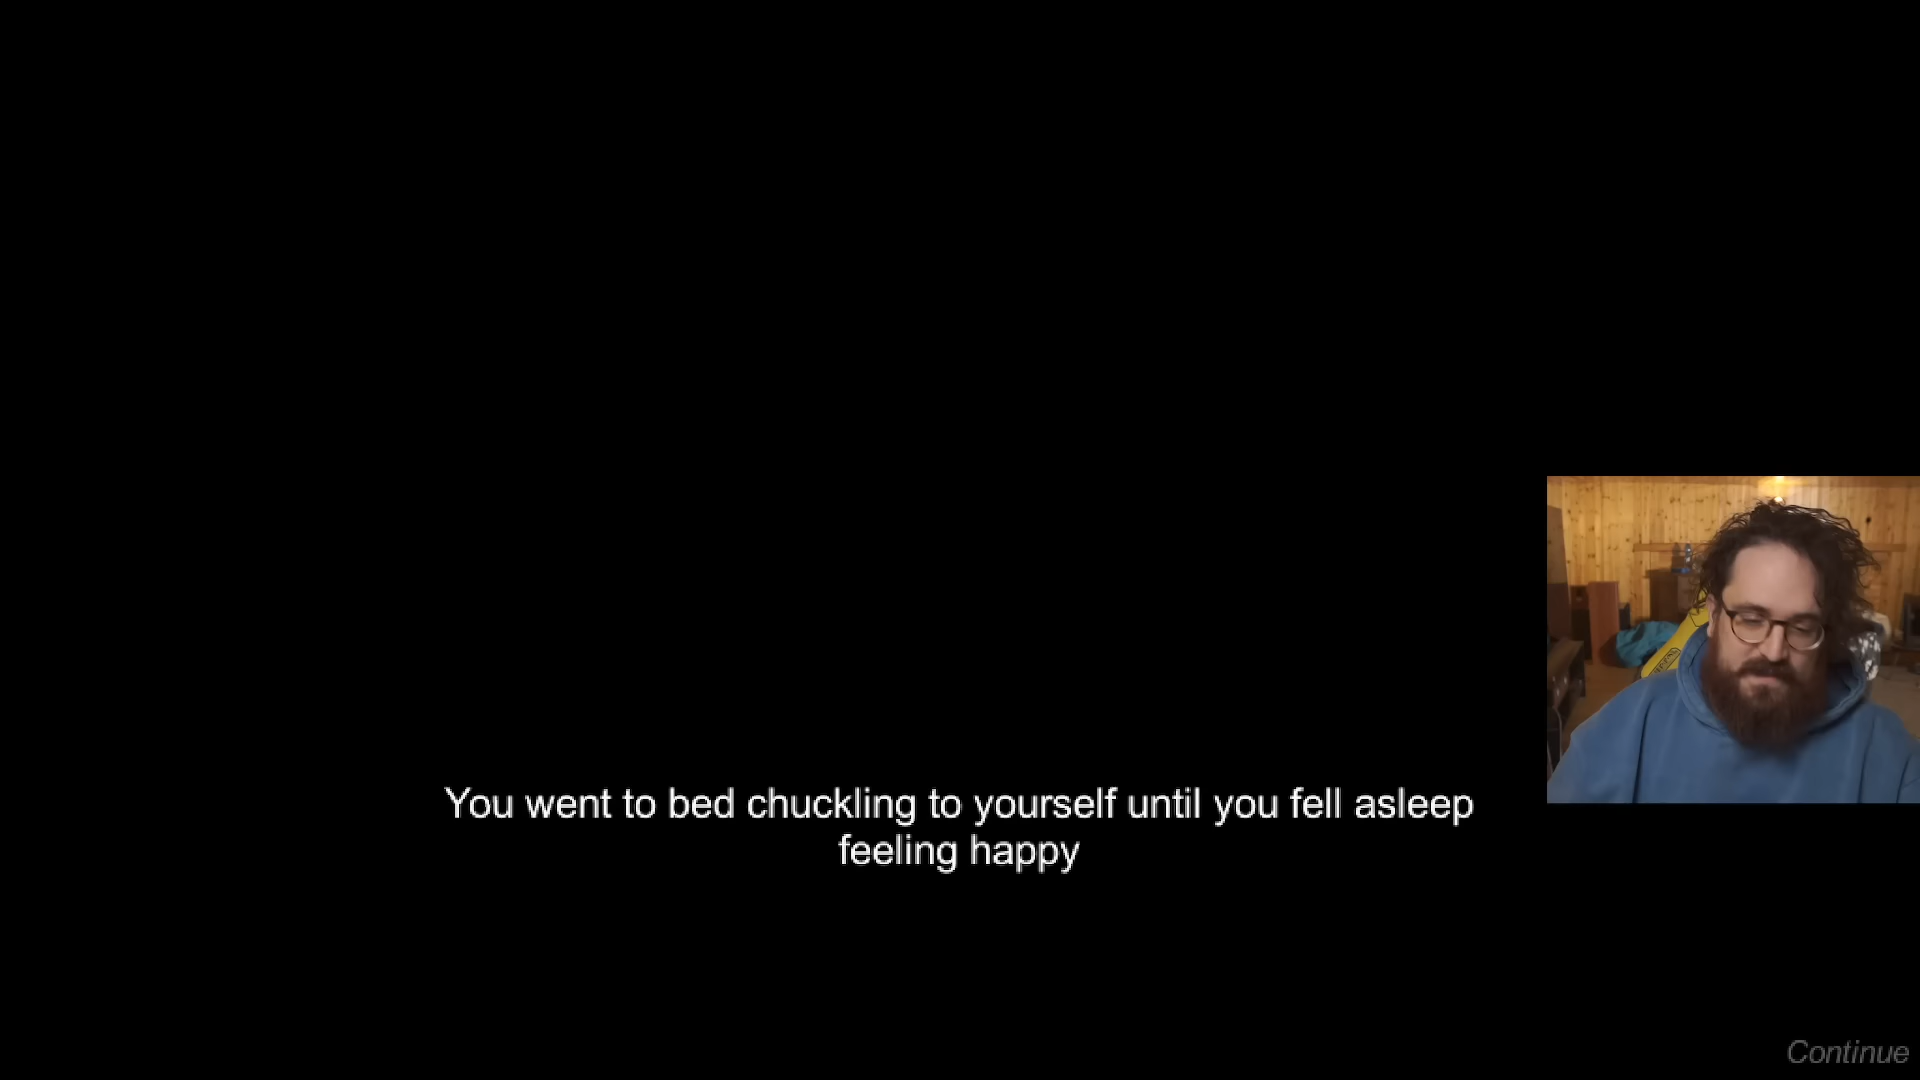 You went to bed chuckling to yourself until you fell asleep
feeling happy
Continue